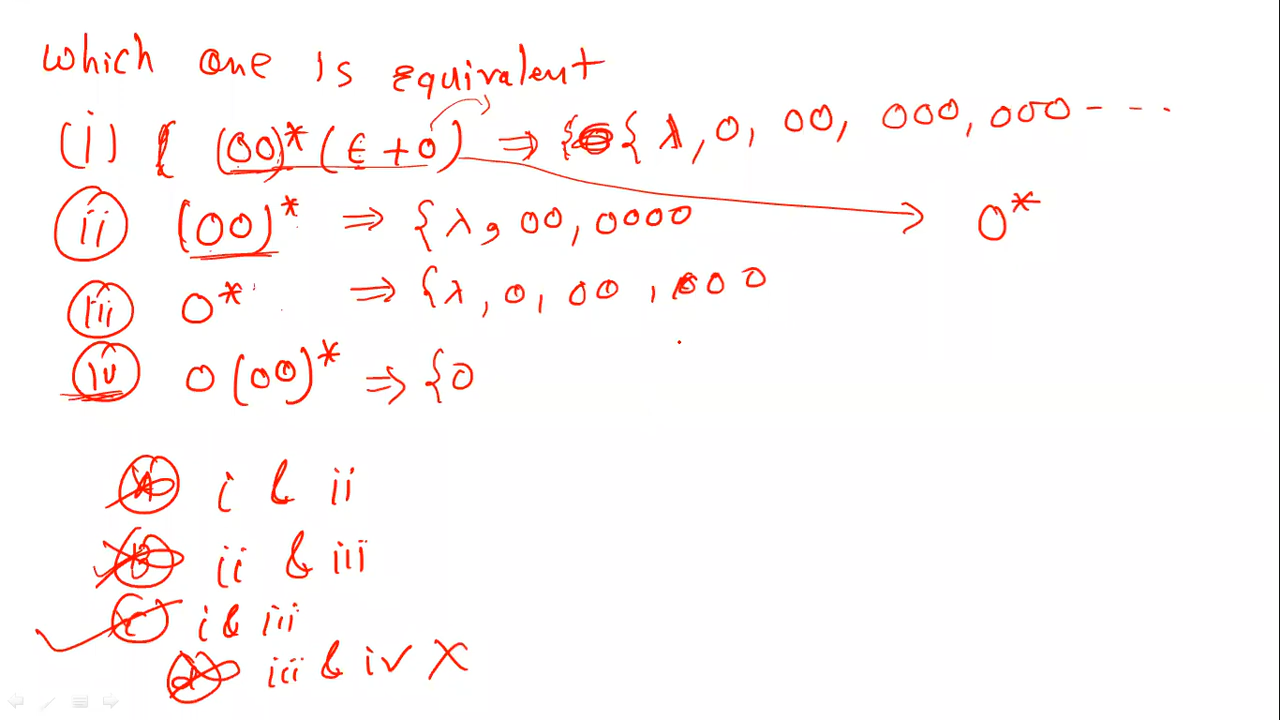 which one is equivalent
(i) (00)* (ε + 0) ⇒ { { λ, 0, 00, 000, 000 - - -
ii (00)* ⇒ {λ, 00, 0000 0*
iii 0* ⇒ {λ, 0, 00, 000
iv 0(00)* ⇒ {0
A i & ii
B ii & iii
C i & iii
d iii & iv X